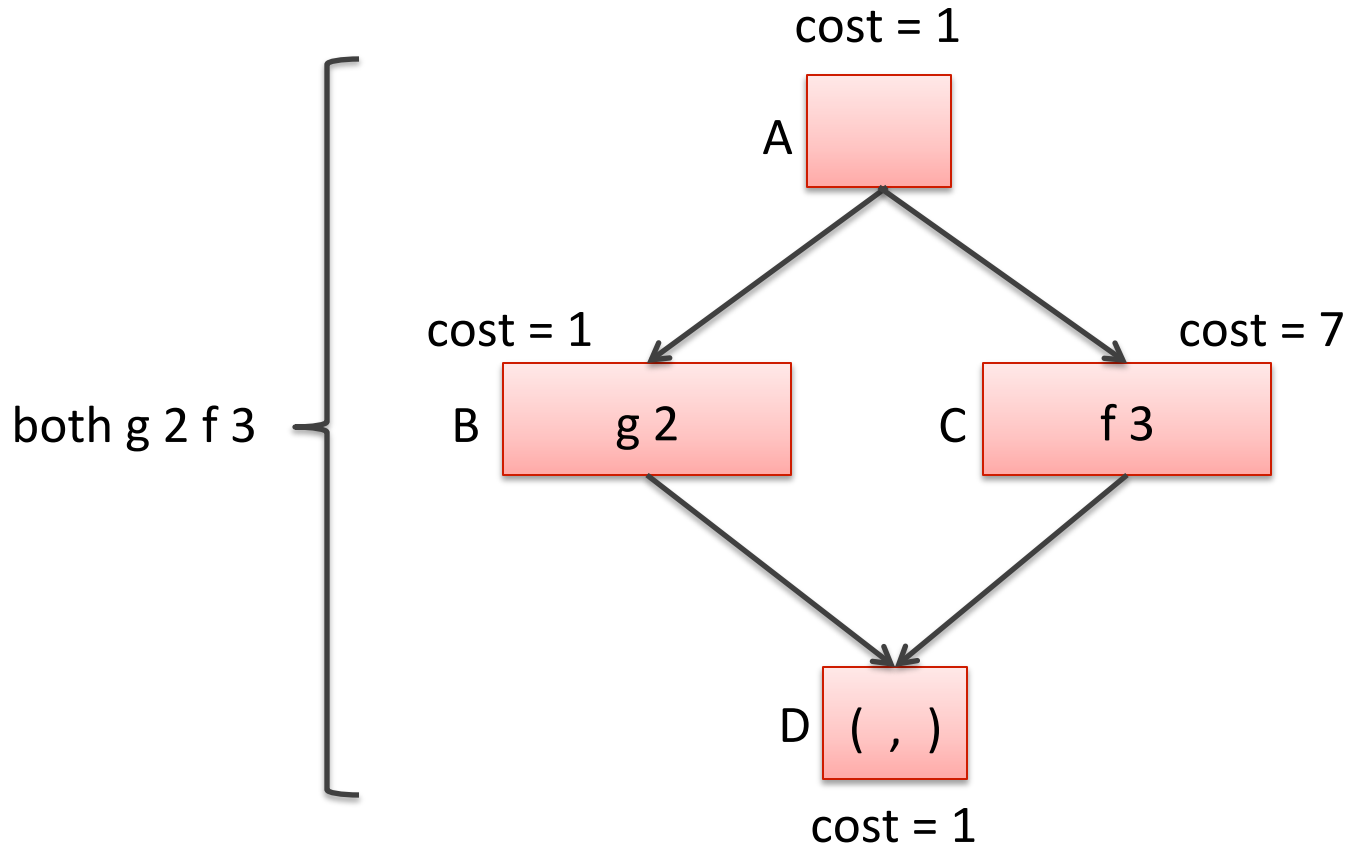 cost = 1
A
cost = 1
cost = 7
both g 2 f 3
B
g 2
C
f 3
D
( , )
cost = 1